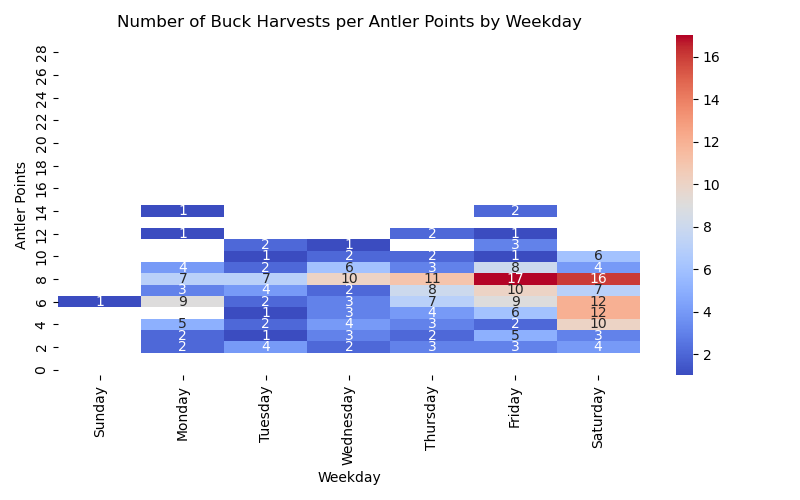 Number of Buck Harvests per Antler Points by Weekday
28
26
24
22
20
18
16
14 1 2
12 1 2 1
2 1 3
10 1 2 2 1 6
4 2 6 3 8 4
8 7 7 10 11 17 16
3 4 2 8 10 7
6 1 9 2 3 7 9 12
1 3 4 6 12
4 5 2 4 3 2 10
2 1 3 2 5 3
2 2 4 2 3 3 4
0
Antler Points
Sunday Monday Tuesday Wednesday Thursday Friday Saturday
Weekday
16
14
12
10
8
6
4
2